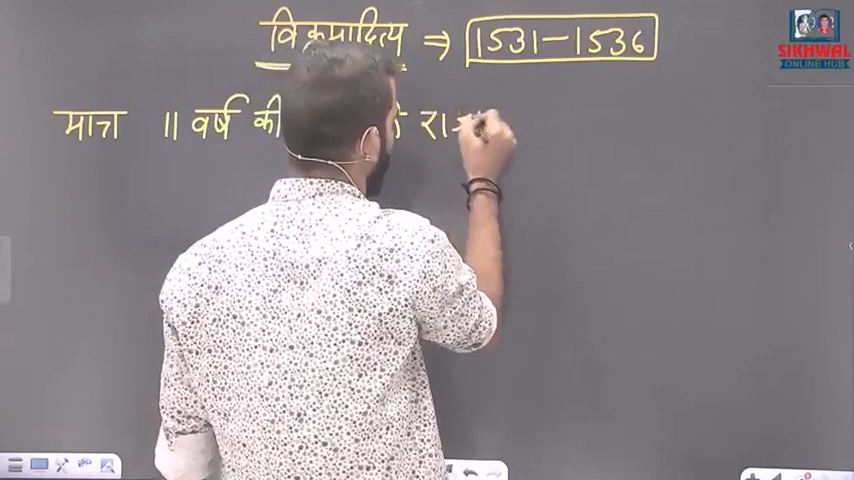 विक्रमादित्य ⇒ 1531-1536
SIKHWAL
ONLINE HUB
मात्र 11 वर्ष की